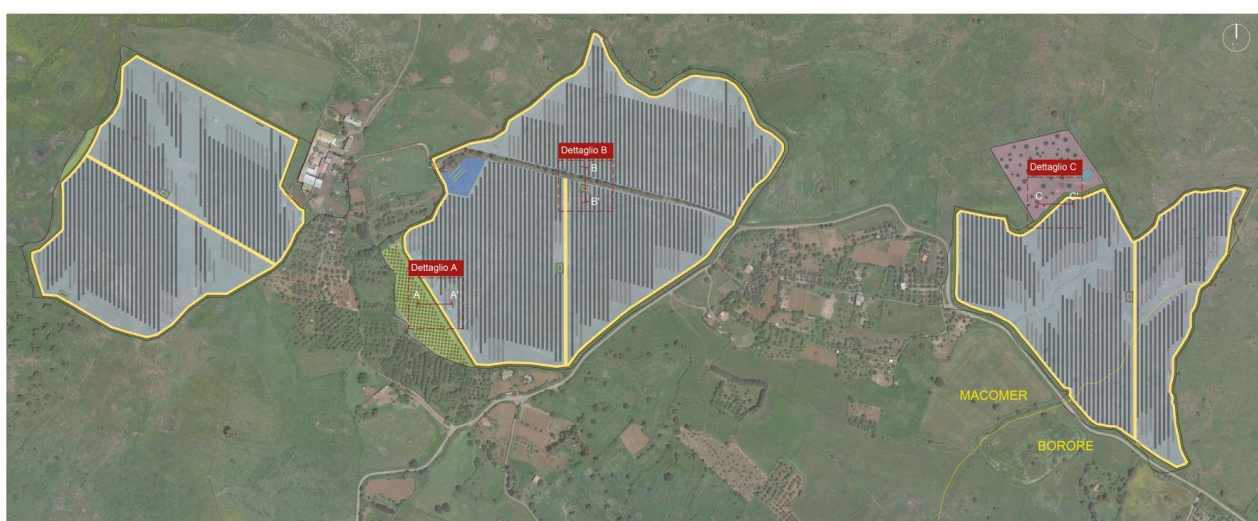 Dettaglio B
B
B'
Dettaglio C
C
C'
Dettaglio A
A
A'
MACOMER
BORORE